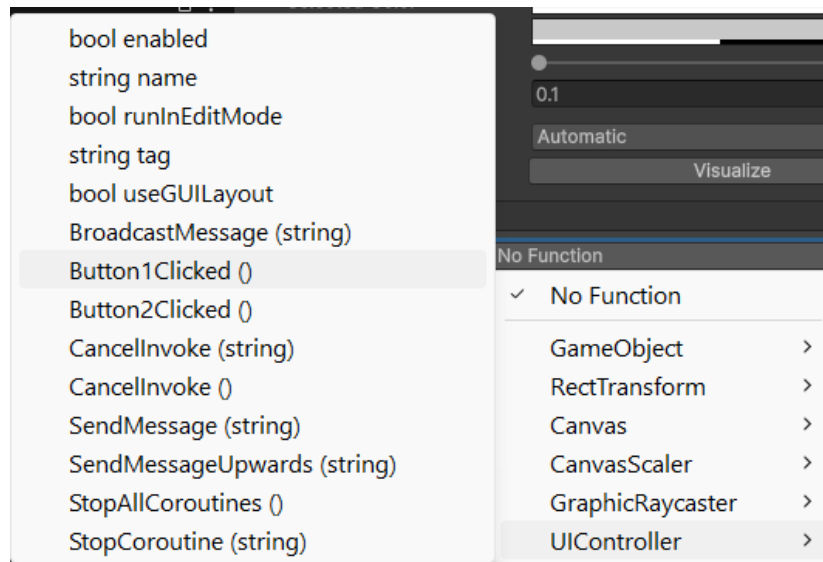 bool enabled
string name
bool runInEditMode
string tag
bool useGUILayout
BroadcastMessage (string)
Button1Clicked ()
Button2Clicked ()
CancelInvoke (string)
CancelInvoke ()
SendMessage (string)
SendMessageUpwards (string)
StopAllCoroutines ()
StopCoroutine (string)
0.1
Automatic
Visualize
No Function
No Function
GameObject
RectTransform
Canvas
CanvasScaler
GraphicRaycaster
UIController